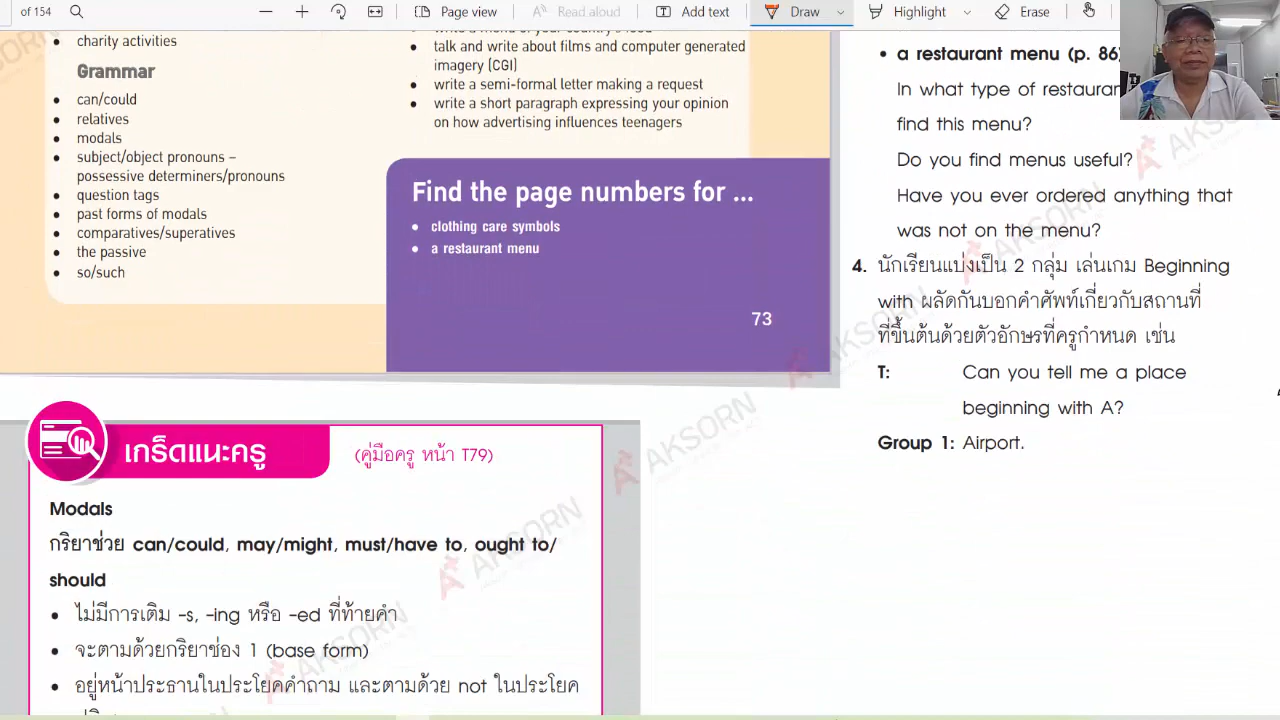 of 154
Page view
Read aloud
Add text
Draw
Highlight
Erase
charity activities
Grammar
can/could
relatives
modals
subject/object pronouns –
possessive determiners/pronouns
question tags
past forms of modals
comparatives/superatives
the passive
so/such
talk and write about films and computer generated
imagery (CGI)
write a semi-formal letter making a request
write a short paragraph expressing your opinion
on how advertising influences teenagers
Find the page numbers for ...
clothing care symbols
a restaurant menu
73
a restaurant menu (p. 86)
In what type of restaurant
find this menu?
Do you find menus useful?
Have you ever ordered anything that
was not on the menu?
4. นักเรียนแบ่งเป็น 2 กลุ่ม เล่นเกม Beginning
with ผลัดกันบอกคำศัพท์เกี่ยวกับสถานที่
ที่ขึ้นต้นด้วยตัวอักษรที่ครูกำหนด เช่น
T: Can you tell me a place
beginning with A?
Group 1: Airport.
เกร็ดแนะครู
(คู่มือครู หน้า T79)
Modals
กริยาช่วย can/could, may/might, must/have to, ought to/
should
ไม่มีการเติม -s, -ing หรือ -ed ที่ท้ายคำ
จะตามด้วยกริยาช่อง 1 (base form)
อยู่หน้าประธานในประโยคคำถาม และตามด้วย not ในประโยค
AKSORN
AKSORN
AKSORN
AKSORN
AKSORN
AKSORN